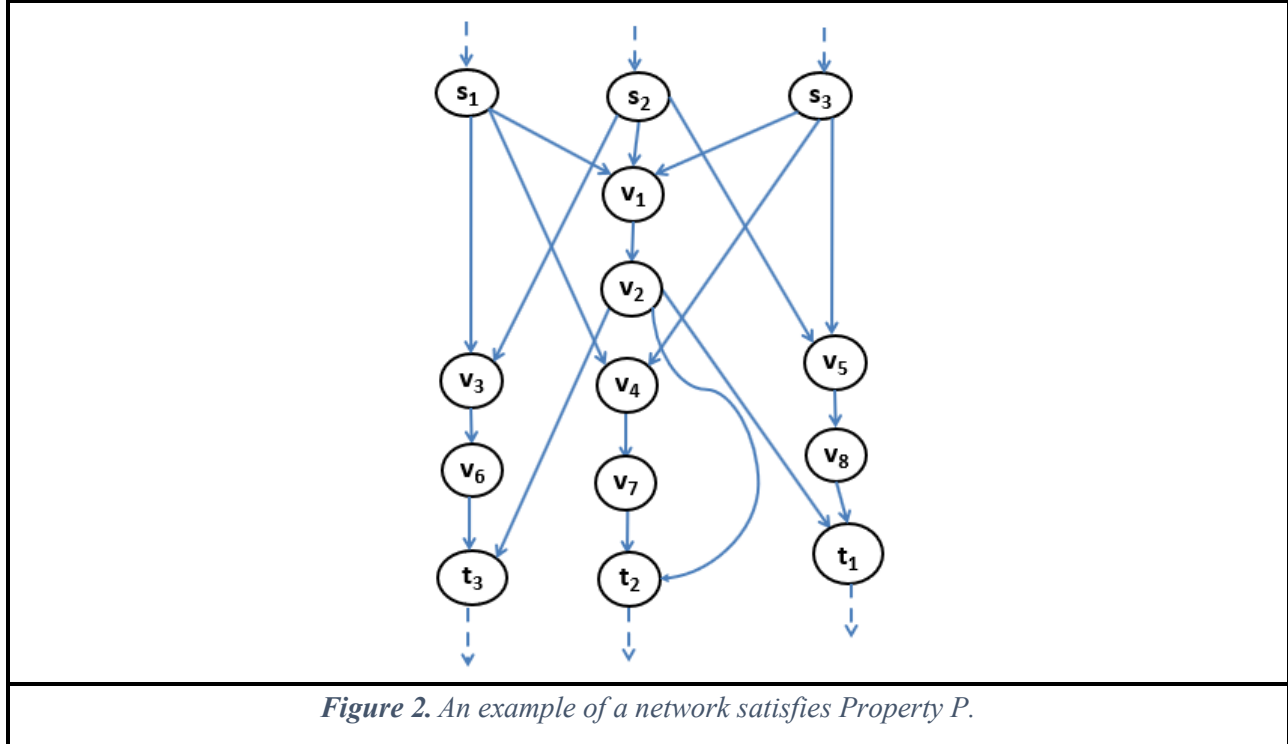 s₁ s₂ s₃
v₁
v₂
v₃ v₄ v₅
v₆ v₇ v₈
t₃ t₂ t₁
Figure 2. An example of a network satisfies Property P.